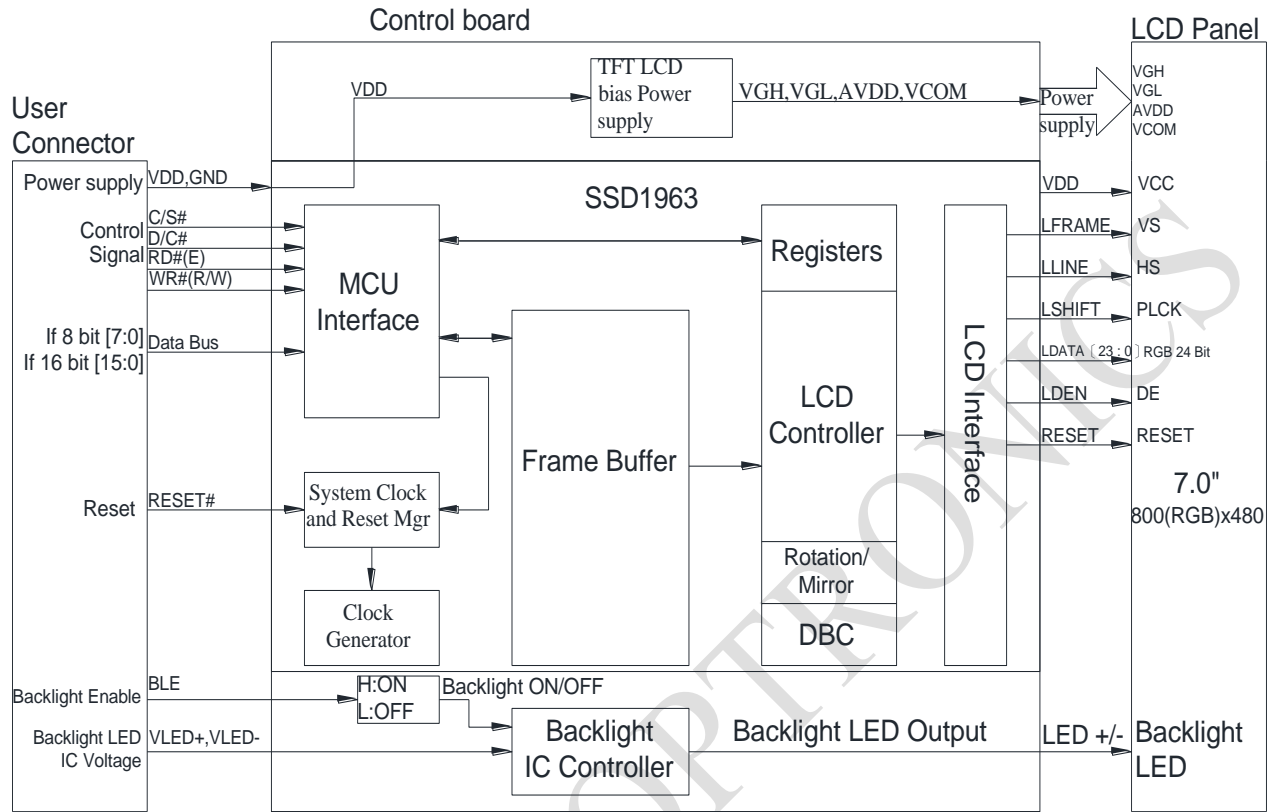 Control board
LCD Panel
User
Connector
VDD
TFT LCD
bias Power
supply
VGH,VGL,AVDD,VCOM
Power
supply
VGH
VGL
AVDD
VCOM
Power supply
VDD,GND
Control
Signal
C/S#
D/C#
RD#(E)
WR#(R/W)
If 8 bit [7:0]
If 16 bit [15:0]
Data Bus
Reset
RESET#
SSD1963
MCU
Interface
System Clock
and Reset Mgr
Clock
Generator
Frame Buffer
Registers
LCD
Controller
Rotation/
Mirror
DBC
LCD Interface
VDD
VCC
LFRAME
VS
LLINE
HS
LSHIFT
PLCK
LDATA〔23:0〕
RGB 24 Bit
LDEN
DE
RESET
RESET
7.0"
800(RGB)x480
Backlight Enable
BLE
H:ON
L:OFF
Backlight ON/OFF
Backlight LED
IC Voltage
VLED+,VLED-
Backlight
IC Controller
Backlight LED Output
LED +/-
Backlight
LED
OPTRONICS